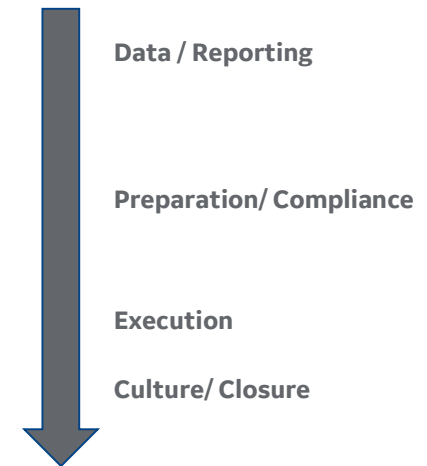 Data / Reporting
Preparation/ Compliance
Execution
Culture/ Closure